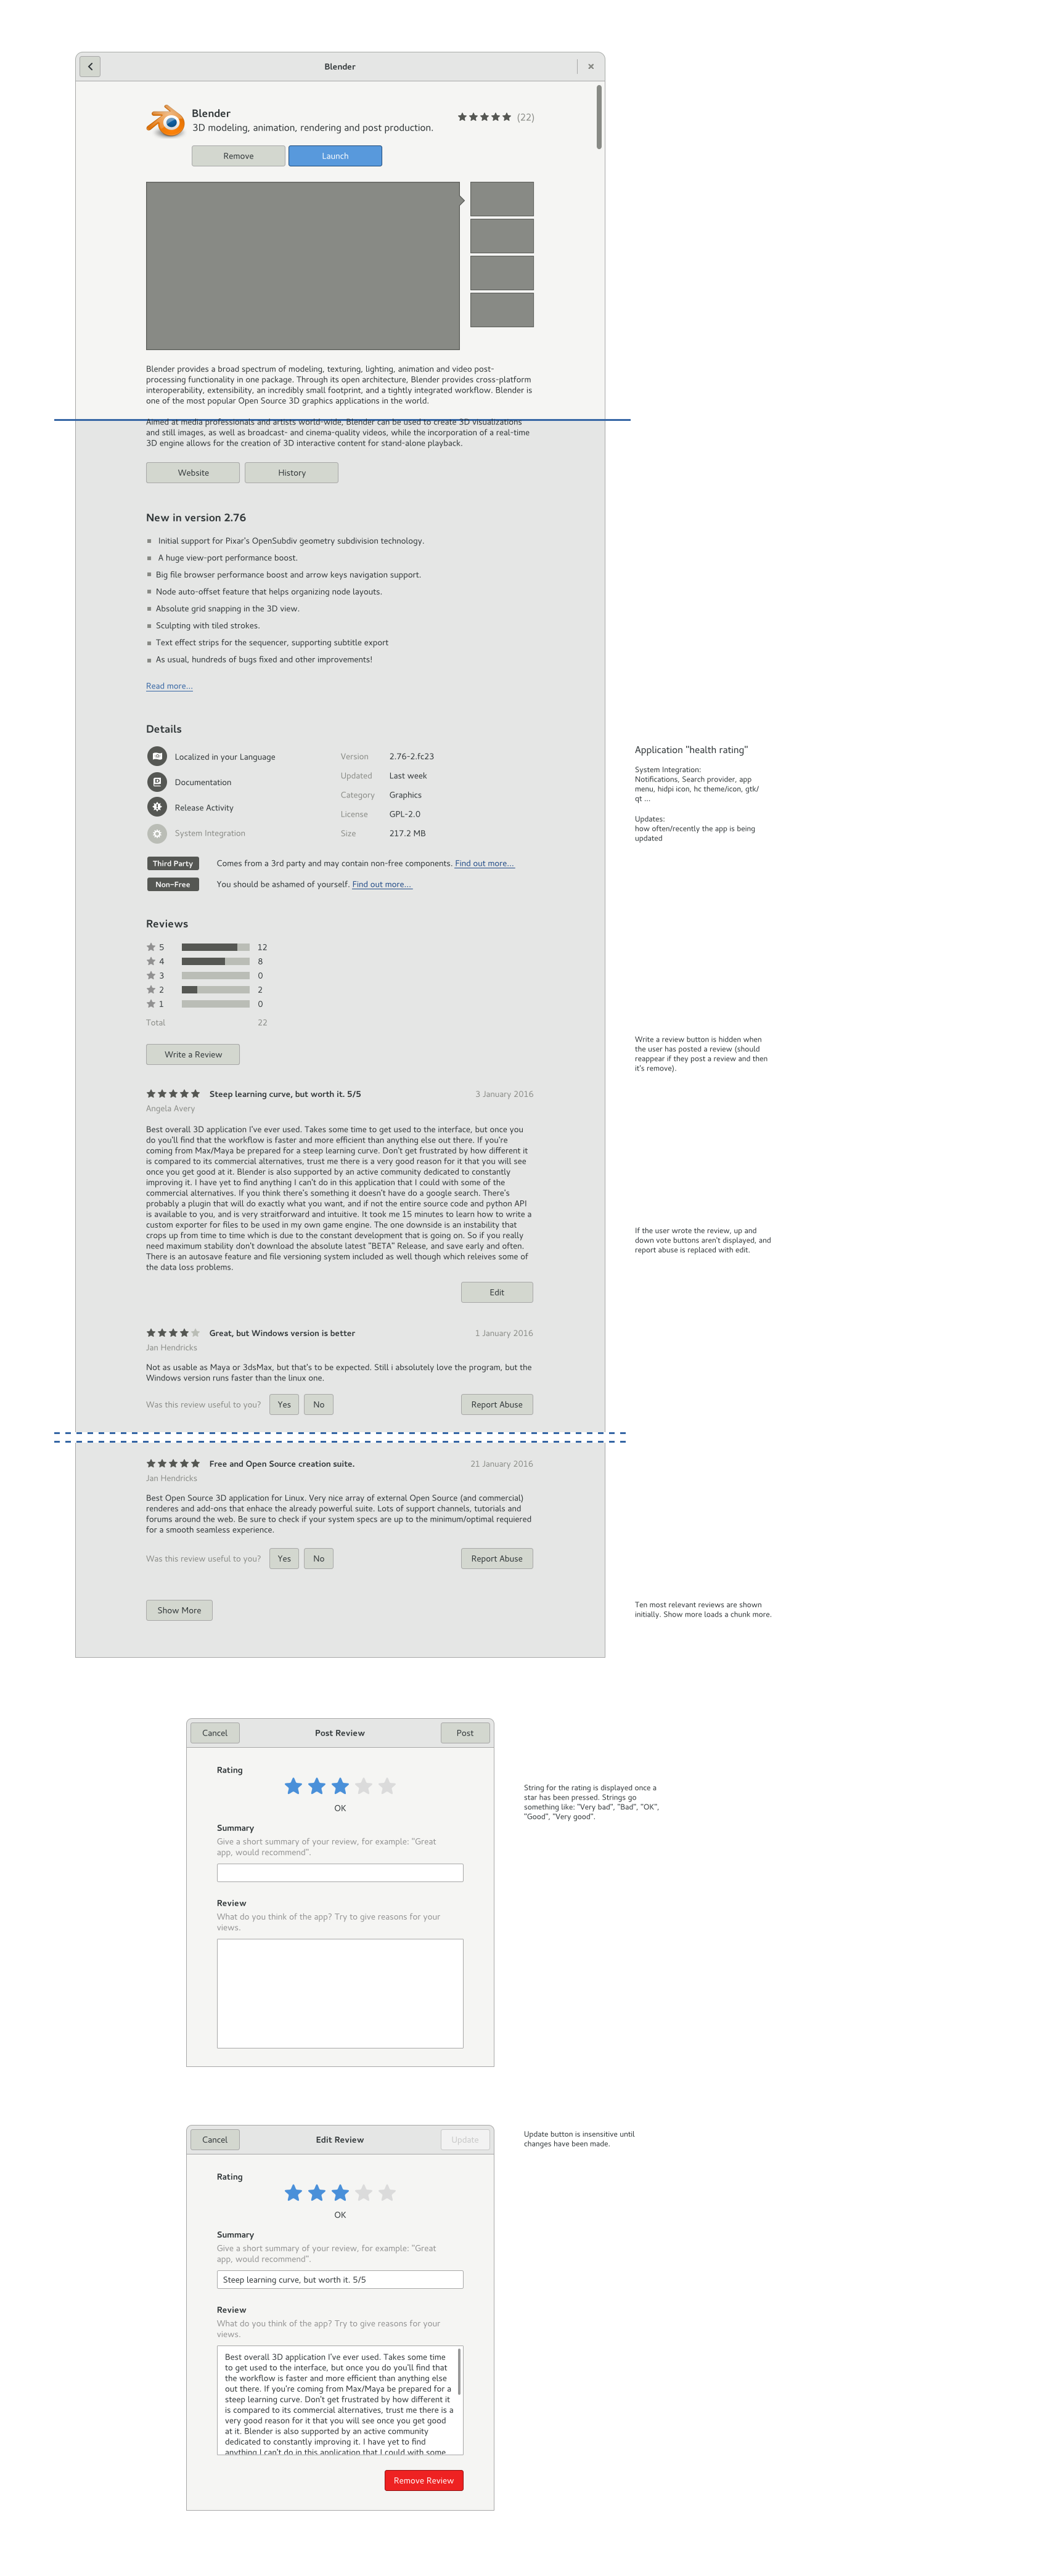 Blender
Blender
3D modeling, animation, rendering and post production.
(22)
Remove
Launch
Blender provides a broad spectrum of modeling, texturing, lighting, animation and video post-
processing functionality in one package. Through its open architecture, Blender provides cross-platform
interoperability, extensibility, an incredibly small footprint, and a tightly integrated workflow. Blender is
one of the most popular Open Source 3D graphics applications in the world.
Aimed at media professionals and artists world-wide, Blender can be used to create 3D visualizations
and still images, as well as broadcast- and cinema-quality videos, while the incorporation of a real-time
3D engine allows for the creation of 3D interactive content for stand-alone playback.
Website
History
New in version 2.76
Initial support for Pixar's OpenSubdiv geometry subdivision technology.
A huge view-port performance boost.
Big file browser performance boost and arrow keys navigation support.
Node auto-offset feature that helps organizing node layouts.
Absolute grid snapping in the 3D view.
Sculpting with tiled strokes.
Text effect strips for the sequencer, supporting subtitle export
As usual, hundreds of bugs fixed and other improvements!
Read more...
Details
Localized in your Language
Documentation
Release Activity
System Integration
Version 2.76-2.fc23
Updated Last week
Category Graphics
License GPL-2.0
Size 217.2 MB
Third Party Comes from a 3rd party and may contain non-free components. Find out more...
Non-Free You should be ashamed of yourself. Find out more...
Application "health rating"
System Integration:
Notifications, Search provider, app
menu, hidpi icon, hc theme/icon, gtk/
qt ...
Updates:
how often/recently the app is being
updated
Reviews
5 12
4 8
3 0
2 2
1 0
Total 22
Write a Review
Write a review button is hidden when
the user has posted a review (should
reappear if they post a review and then
it's remove).
Steep learning curve, but worth it. 5/5
3 January 2016
Angela Avery
Best overall 3D application I've ever used. Takes some time to get used to the interface, but once you
do you'll find that the workflow is faster and more efficient than anything else out there. If you're
coming from Max/Maya be prepared for a steep learning curve. Don't get frustrated by how different it
is compared to its commercial alternatives, trust me there is a very good reason for it that you will see
once you get good at it. Blender is also supported by an active community dedicated to constantly
improving it. I have yet to find anything I can't do in this application that I could with some of the
commercial alternatives. If you think there's something it doesn't have do a google search. There's
probably a plugin that will do exactly what you want, and if not the entire source code and python API
is available to you, and is very straitforward and intuitive. It took me 15 minutes to learn how to write a
custom exporter for files to be used in my own game engine. The one downside is an instability that
crops up from time to time which is due to the constant development that is going on. So if you really
need maximum stability don't download the absolute latest "BETA" Release, and save early and often.
There is an autosave feature and file versioning system included as well though which releives some of
the data loss problems.
If the user wrote the review, up and
down vote buttons aren't displayed, and
report abuse is replaced with edit.
Edit
Great, but Windows version is better
1 January 2016
Jan Hendricks
Not as usable as Maya or 3dsMax, but that's to be expected. Still i absolutely love the program, but the
Windows version runs faster than the linux one.
Was this review useful to you?
Yes
No
Report Abuse
Free and Open Source creation suite.
21 January 2016
Jan Hendricks
Best Open Source 3D application for Linux. Very nice array of external Open Source (and commercial)
renderes and add-ons that enhace the already powerful suite. Lots of support channels, tutorials and
forums around the web. Be sure to check if your system specs are up to the minimum/optimal requiered
for a smooth seamless experience.
Was this review useful to you?
Yes
No
Report Abuse
Show More
Ten most relevant reviews are shown
initially. Show more loads a chunk more.
Cancel
Post Review
Post
Rating
OK
String for the rating is displayed once a
star has been pressed. Strings go
something like: "Very bad", "Bad", "OK",
"Good", "Very good".
Summary
Give a short summary of your review, for example: "Great
app, would recommend".
Review
What do you think of the app? Try to give reasons for your
views.
Cancel
Edit Review
Update
Update button is insensitive until
changes have been made.
Rating
OK
Summary
Give a short summary of your review, for example: "Great
app, would recommend".
Steep learning curve, but worth it. 5/5
Review
What do you think of the app? Try to give reasons for your
views.
Best overall 3D application I've ever used. Takes some time
to get used to the interface, but once you do you'll find that
the workflow is faster and more efficient than anything else
out there. If you're coming from Max/Maya be prepared for a
steep learning curve. Don't get frustrated by how different it
is compared to its commercial alternatives, trust me there is a
very good reason for it that you will see once you get good
at it. Blender is also supported by an active community
dedicated to constantly improving it. I have yet to find
anything I can't do in this application that I could with some
Remove Review